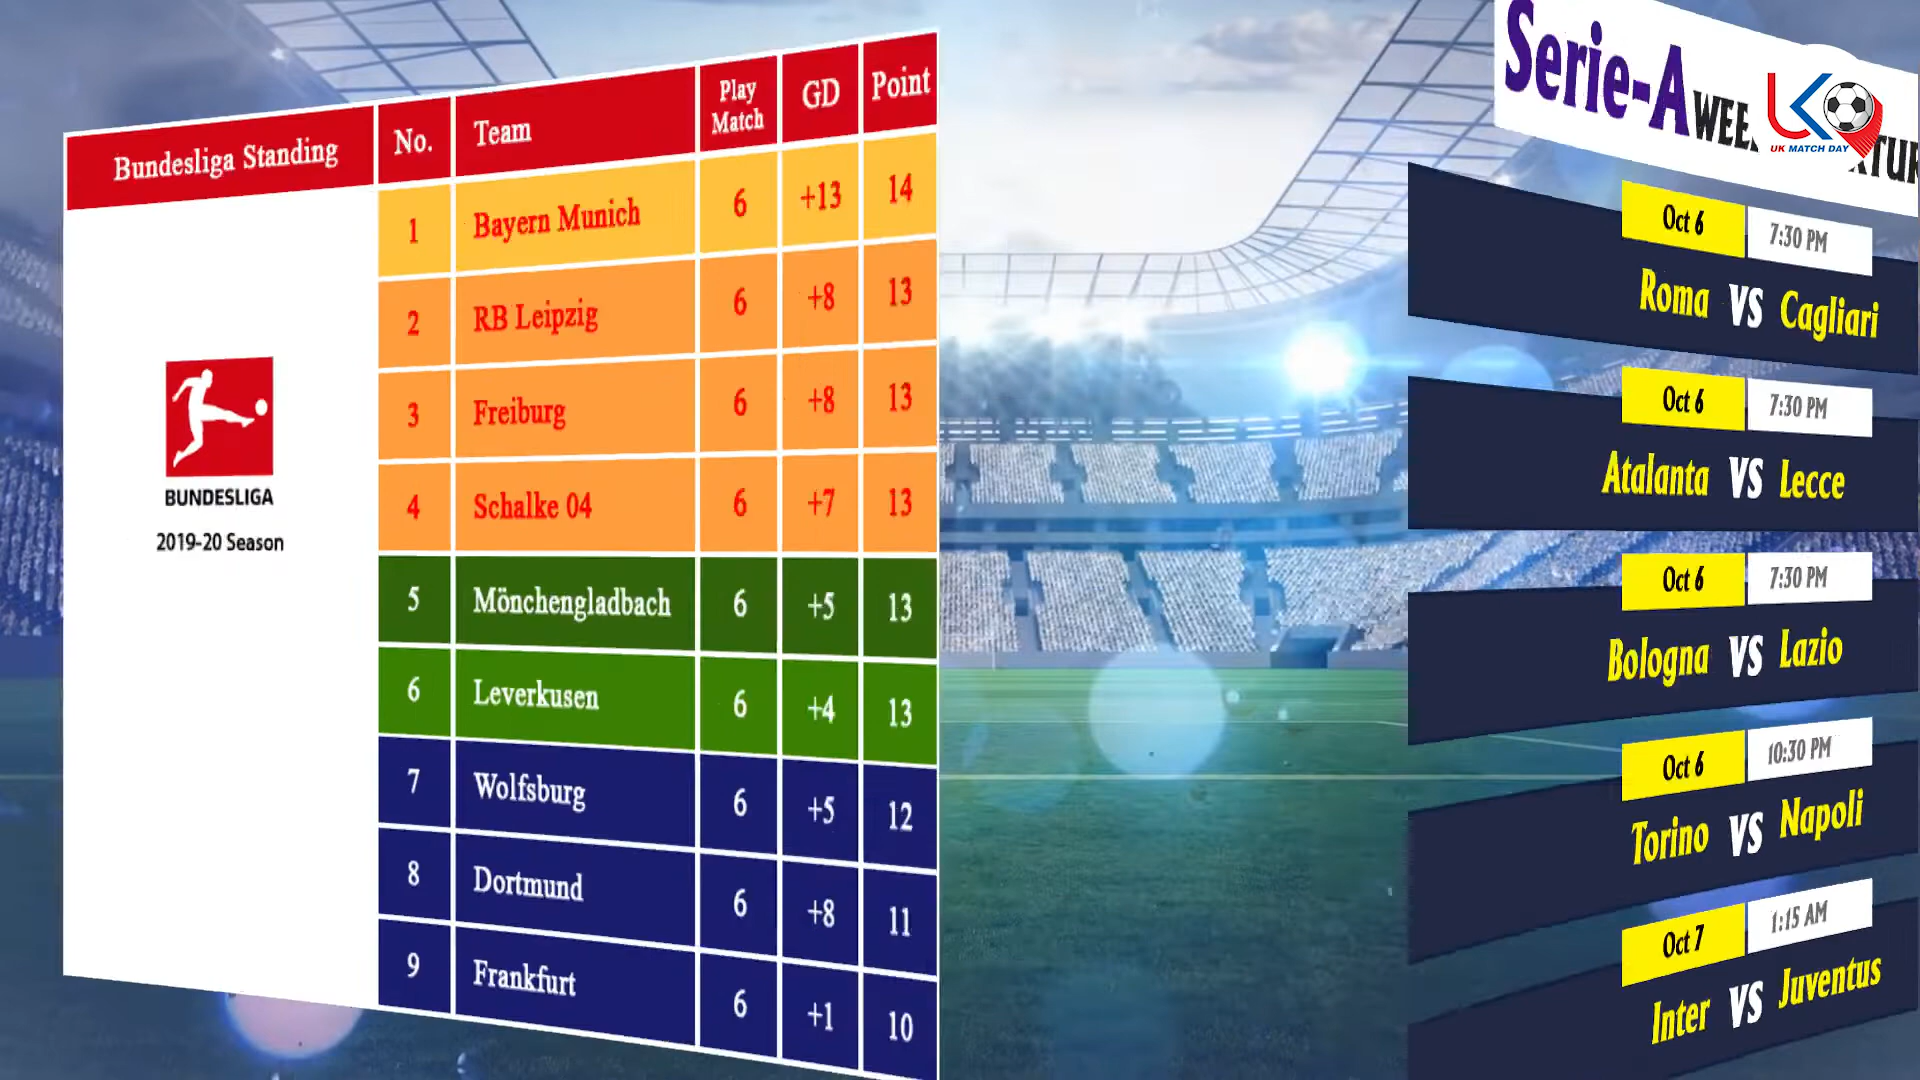 Bundesliga Standing
No. Team Play Match GD Point
1 Bayern Munich 6 +13 14
2 RB Leipzig 6 +8 13
3 Freiburg 6 +8 13
4 Schalke 04 6 +7 13
5 Mönchengladbach 6 +5 13
6 Leverkusen 6 +4 13
7 Wolfsburg 6 +5 12
8 Dortmund 6 +8 11
9 Frankfurt 6 +1 10
BUNDESLIGA
2019-20 Season
Serie-A
UK MATCH DAY
Oct 6 7:30 PM
Roma VS Cagliari
Oct 6 7:30 PM
Atalanta VS Lecce
Oct 6 7:30 PM
Bologna VS Lazio
Oct 6 10:30 PM
Torino VS Napoli
Oct 7 1:15 AM
Inter VS Juventus